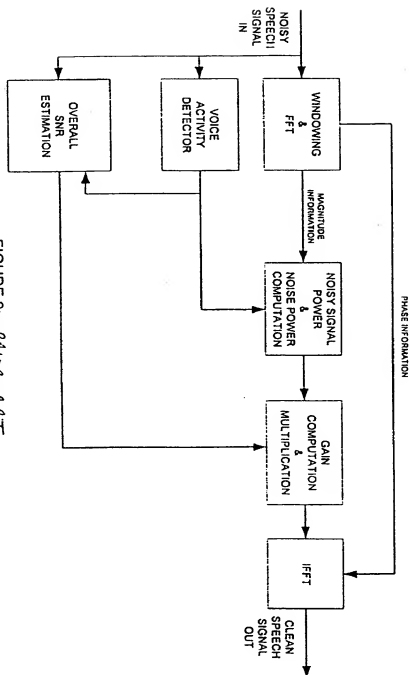 PHASE INFORMATION
NOISY
SPEECH
SIGNAL
IN
WINDOWING
&
FFT
MAGNITUDE
INFORMATION
NOISY SIGNAL
POWER
&
NOISE POWER
COMPUTATION
GAIN
COMPUTATION
&
MULTIPLICATION
IFFT
CLEAN
SPEECH
SIGNAL
OUT
VOICE
ACTIVITY
DETECTOR
OVERALL
SNR
ESTIMATION
FIGURE